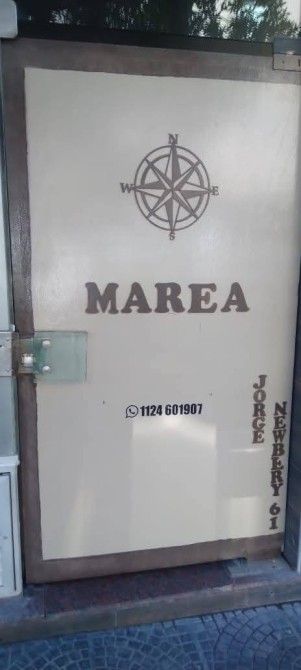 N
W E
S
MAREA
1124 601907
JORGE
NEWBERY 61